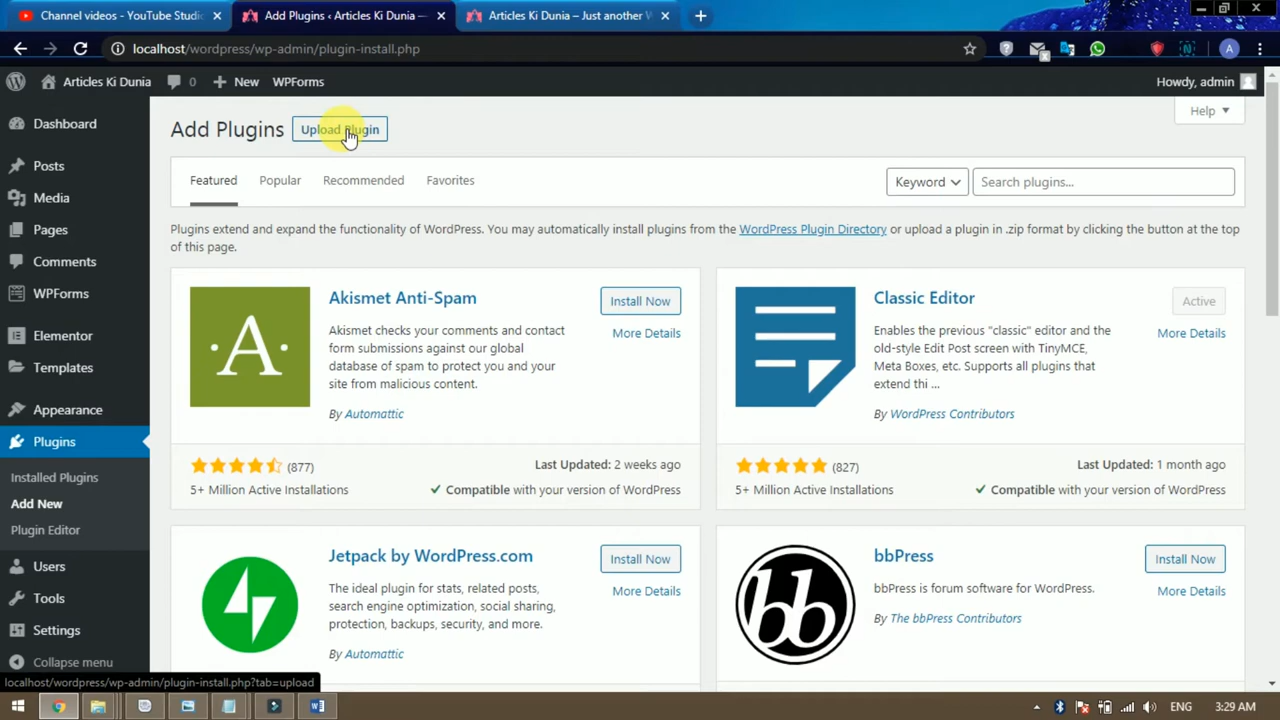 Channel videos - YouTube Studio
Add Plugins ‹ Articles Ki Dunia —
Articles Ki Dunia – Just another W
localhost/wordpress/wp-admin/plugin-install.php
A
Articles Ki Dunia
0
New
WPForms
Howdy, admin
Dashboard
Posts
Media
Pages
Comments
WPForms
Elementor
Templates
Appearance
Plugins
Installed Plugins
Add New
Plugin Editor
Users
Tools
Settings
Collapse menu
Add Plugins
Upload Plugin
Help
Featured
Popular
Recommended
Favorites
Keyword
Search plugins...
Plugins extend and expand the functionality of WordPress. You may automatically install plugins from the WordPress Plugin Directory or upload a plugin in .zip format by clicking the button at the top
of this page.
A
Akismet Anti-Spam
Install Now
More Details
Akismet checks your comments and contact
form submissions against our global
database of spam to protect you and your
site from malicious content.
By Automattic
(877)
Last Updated: 2 weeks ago
5+ Million Active Installations
Compatible with your version of WordPress
Classic Editor
Active
More Details
Enables the previous "classic" editor and the
old-style Edit Post screen with TinyMCE,
Meta Boxes, etc. Supports all plugins that
extend thi ...
By WordPress Contributors
(827)
Last Updated: 1 month ago
5+ Million Active Installations
Compatible with your version of WordPress
Jetpack by WordPress.com
Install Now
More Details
The ideal plugin for stats, related posts,
search engine optimization, social sharing,
protection, backups, security, and more.
By Automattic
bb
bbPress
Install Now
More Details
bbPress is forum software for WordPress.
By The bbPress Contributors
localhost/wordpress/wp-admin/plugin-install.php?tab=upload
ENG
3:29 AM